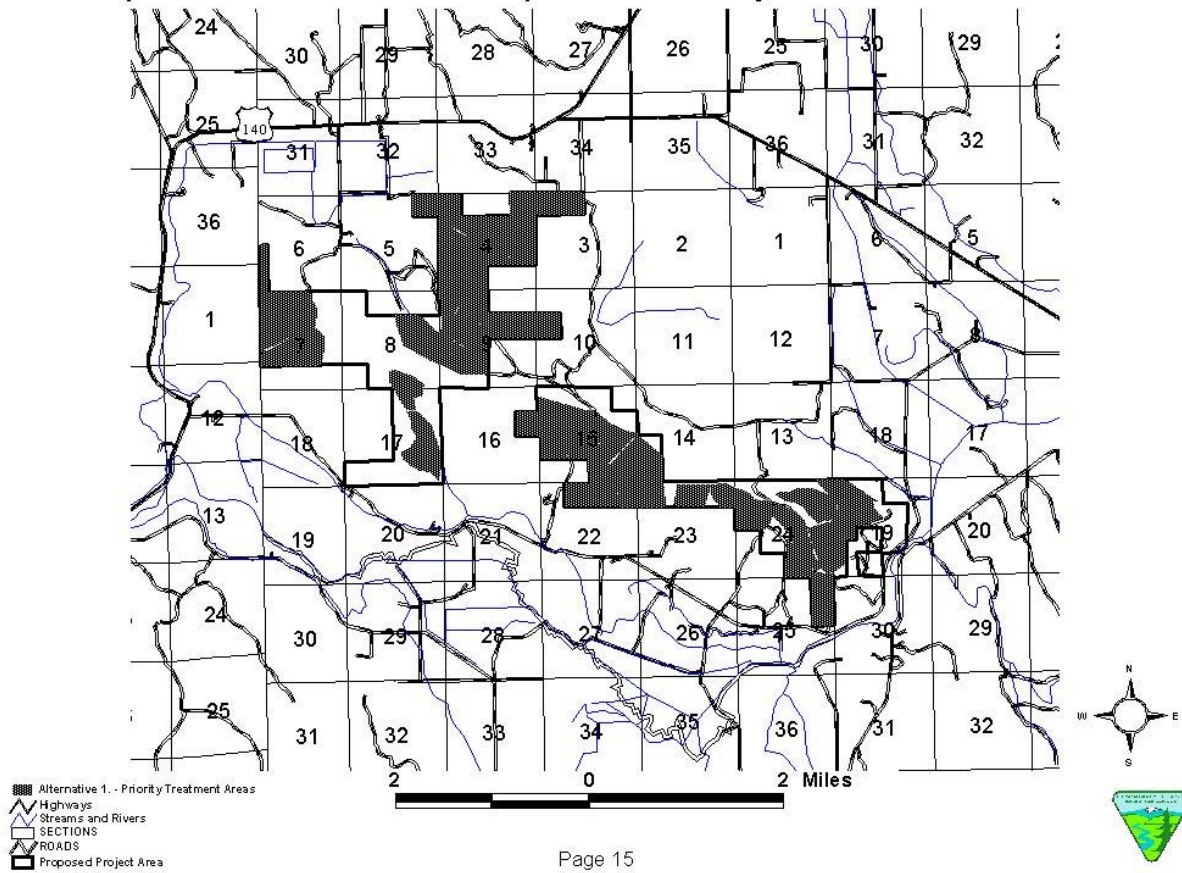 24 30 29 28 27 26 25 30 29
25 140 31 32 33 34 35 36 31 32
36 6 5 4 3 2 1 6 5
1 7 8 9 10 11 12 7 8
12 18 17 16 15 14 13 18 17
13 19 20 21 22 23 24 19 20
24 30 29 28 27 26 25 30 29
25 31 32 33 34 35 36 31 32
N
W E
S
2 0 2 Miles
Alternative 1. - Priority Treatment Areas
Highways
Streams and Rivers
SECTIONS
ROADS
Proposed Project Area
Page 15